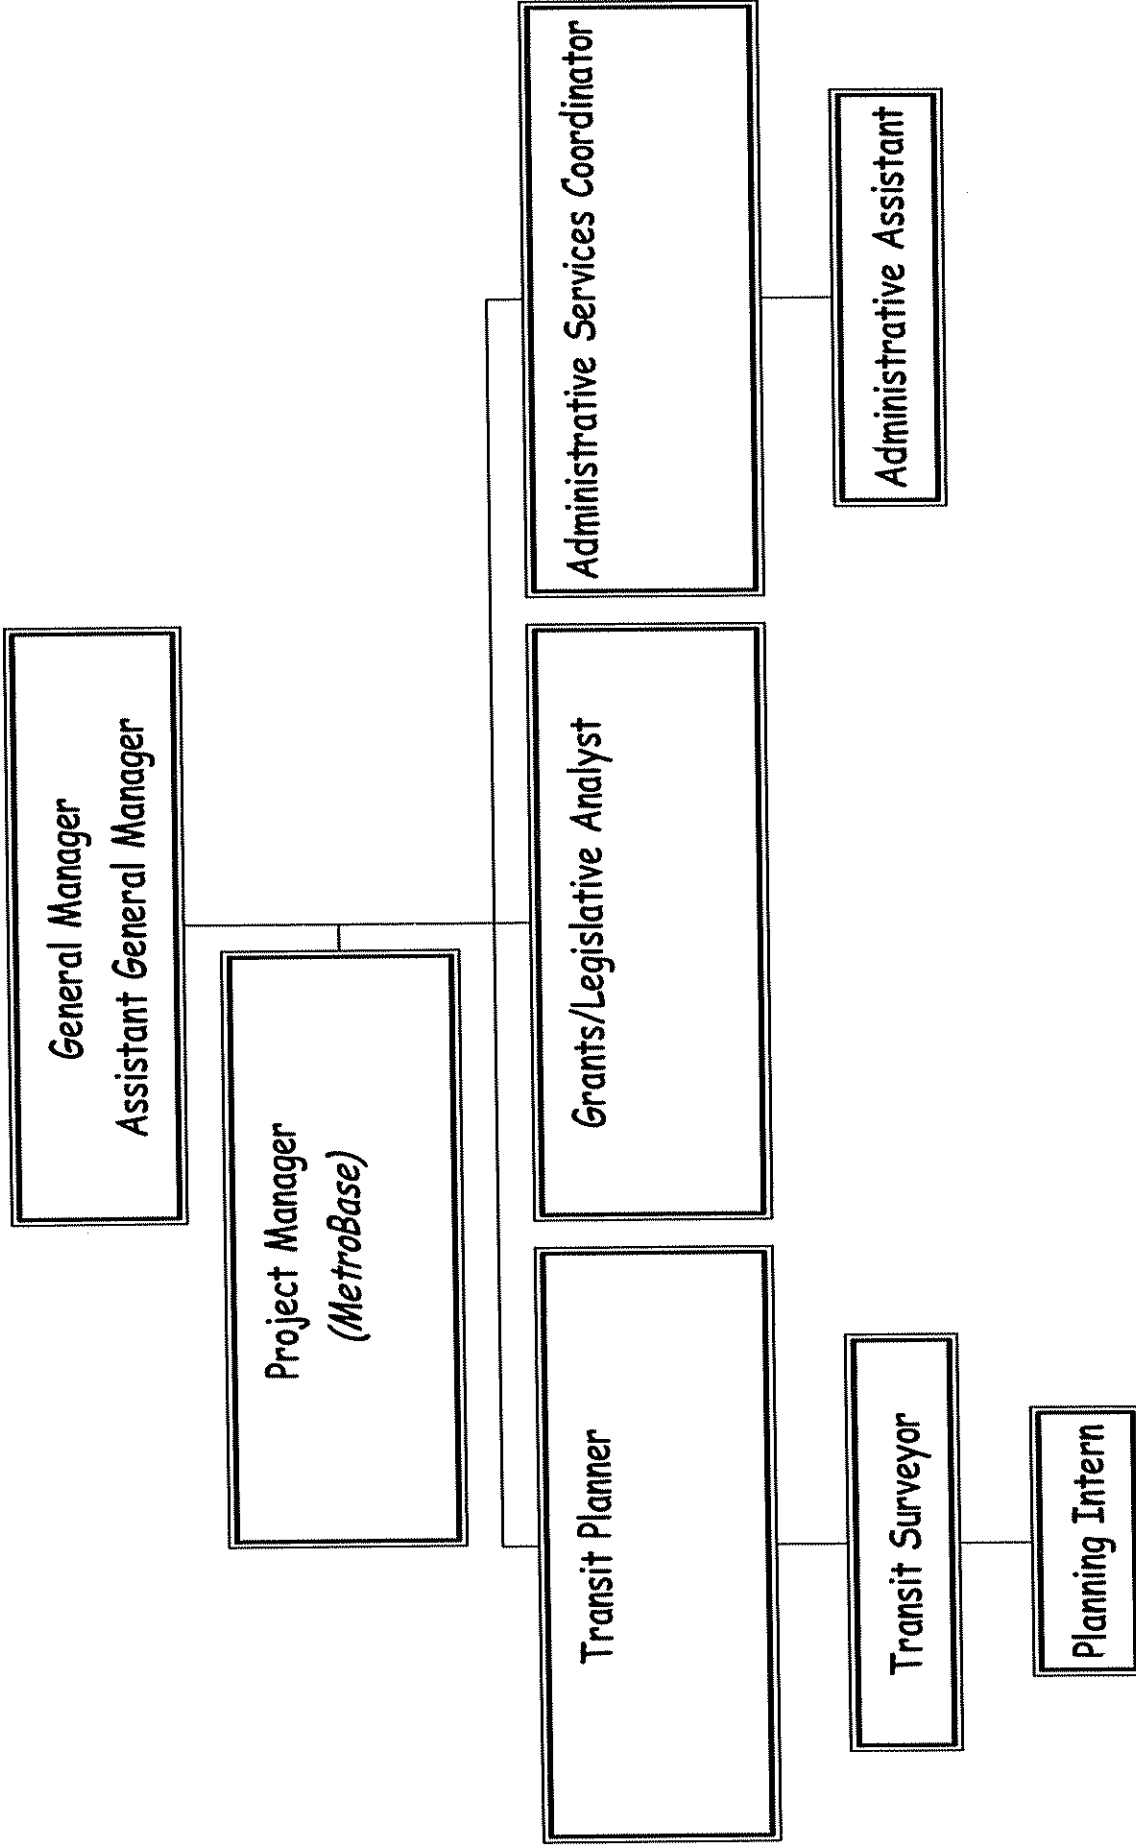 General Manager
Assistant General Manager
Project Manager
(MetroBase)
Transit Planner
Grants/Legislative Analyst
Administrative Services Coordinator
Transit Surveyor
Administrative Assistant
Planning Intern